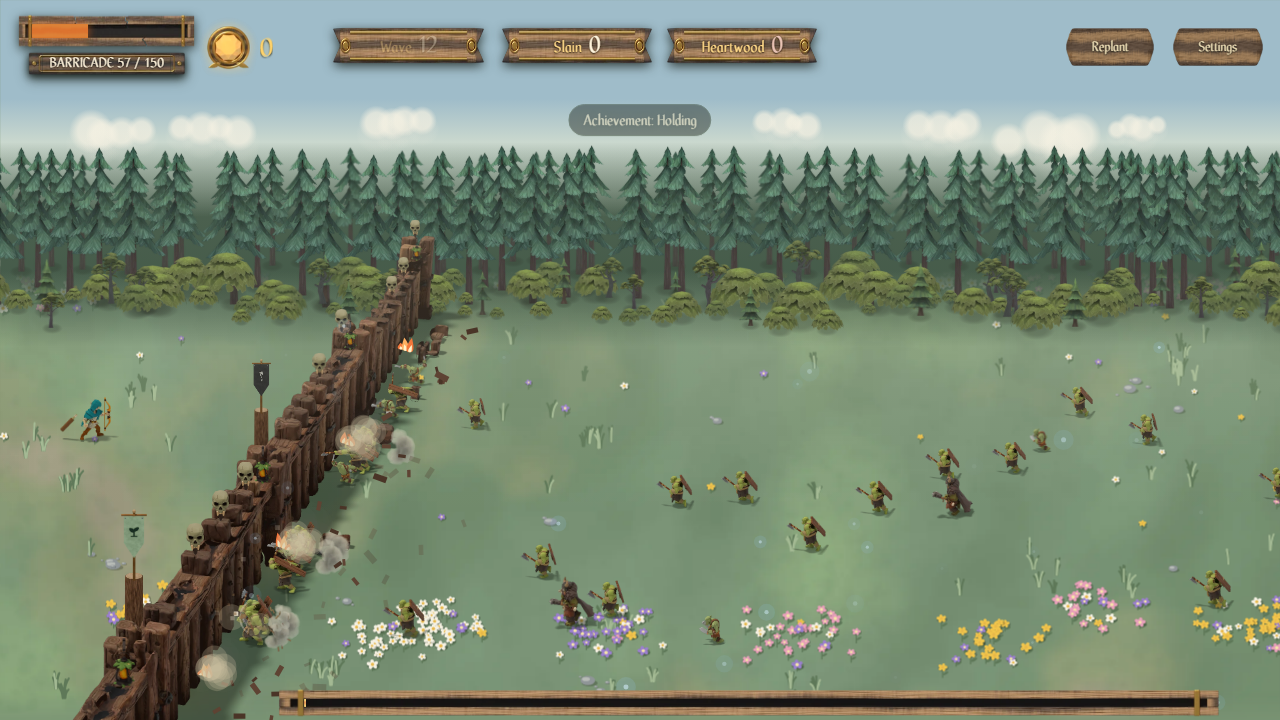 Wave 12
Slain 0
Heartwood 0
Replant
Settings
0
BARRICADE 57 / 150
Achievement: Holding